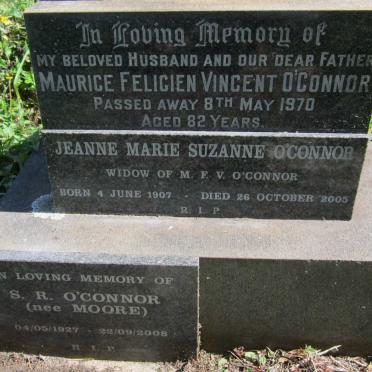 In Loving Memory of
MY BELOVED HUSBAND AND OUR DEAR FATHER
MAURICE FELICIEN VINCENT O'CONNOR
PASSED AWAY 8TH MAY 1970
AGED 82 YEARS.
JEANNE MARIE SUZANNE O'CONNOR
WIDOW OF M. F. V. O'CONNOR
BORN 4 JUNE 1907 - DIED 26 OCTOBER 2005
R I P
IN LOVING MEMORY OF
S. R. O'CONNOR
(nee MOORE)
04/05/1927 - 22/09/2008
R I P